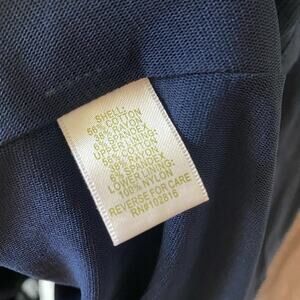 SHELL:
56% COTTON
38% RAYON
6% SPANDEX
UPPER LINING:
56% COTTON
38% RAYON
6% SPANDEX
LOWER LINING:
100% NYLON
REVERSE FOR CARE
RN#102816